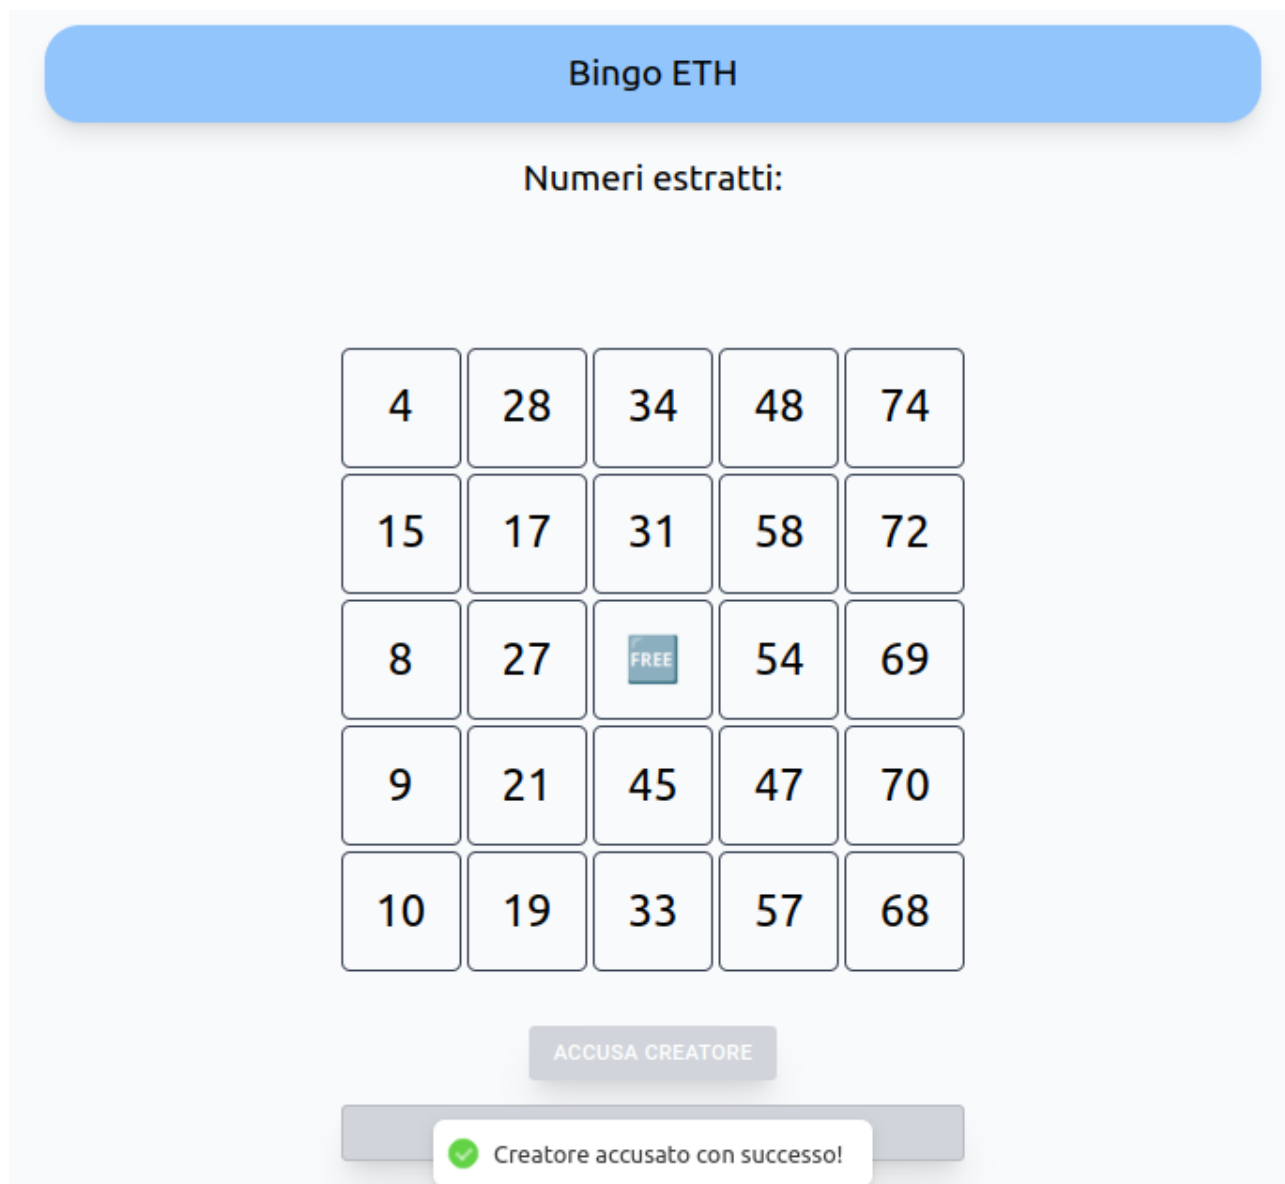 Bingo ETH
Numeri estratti:
4 28 34 48 74
15 17 31 58 72
8 27 FREE 54 69
9 21 45 47 70
10 19 33 57 68
ACCUSA CREATORE
Creatore accusato con successo!